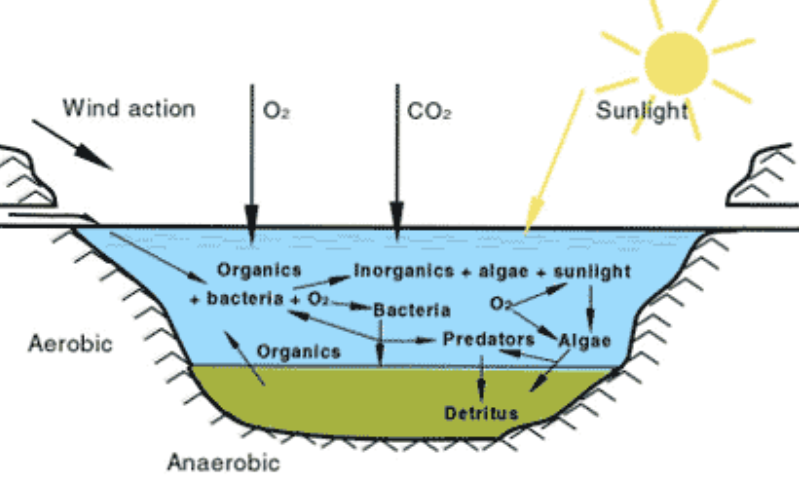 Wind action
O₂
CO₂
Sunlight
Organics
Inorganics + algae + sunlight
+ bacteria + O₂
Bacteria
O₂
Aerobic
Organics
Predators
Algae
Detritus
Anaerobic